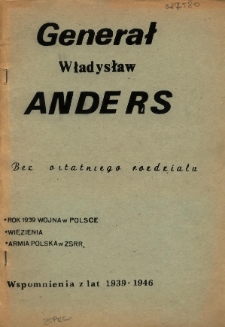 Generał
Władysław
ANDERS
Bez ostatniego rozdziału
•ROK 1939 WOJNA w POLSCE
•WIĘZIENIA
•ARMIA POLSKA w ZSRR
Wspomnienia z lat 1939-1946